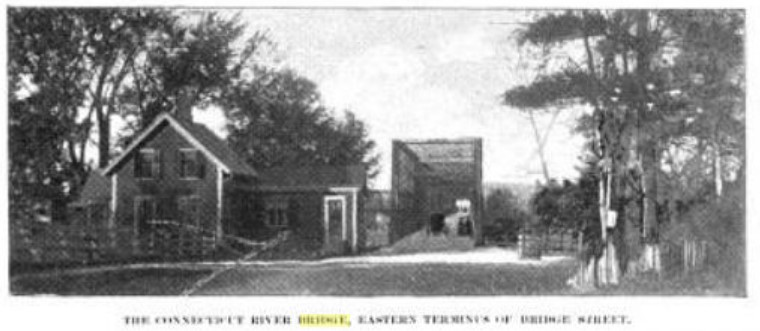 THE CONNECTICUT RIVER BRIDGE, EASTERN TERMINUS OF BRIDGE STREET.